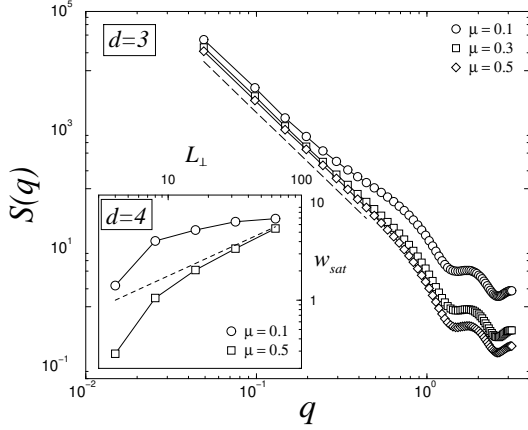 d=3
μ = 0.1
μ = 0.3
μ = 0.5
10^5
10^3
10^1
10^-1
S(q)
10^-2
10^-1
10^0
q
L⊥
10
100
d=4
10
1
w_sat
μ = 0.1
μ = 0.5